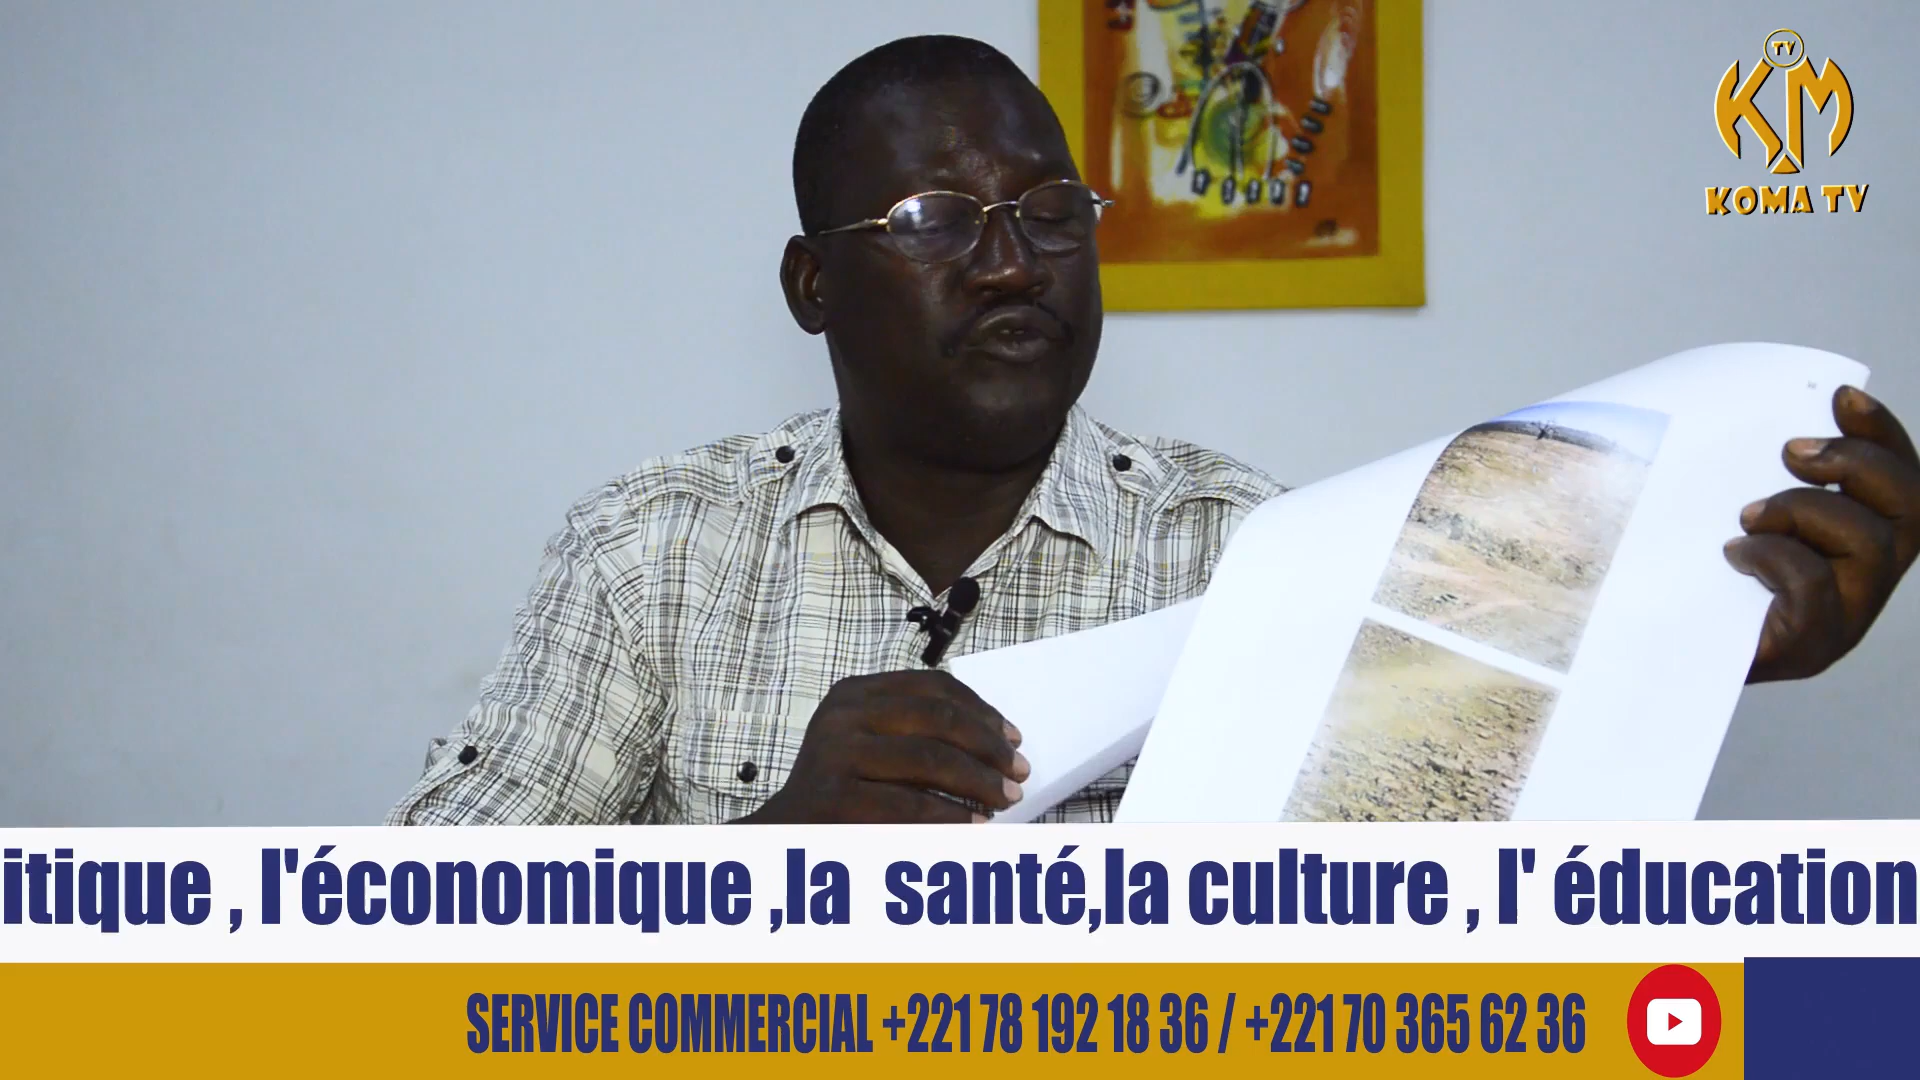 TV
KM
KOMA TV
itique , l'économique ,la santé,la culture , l' éducation
SERVICE COMMERCIAL +221 78 192 18 36 / +221 70 365 62 36